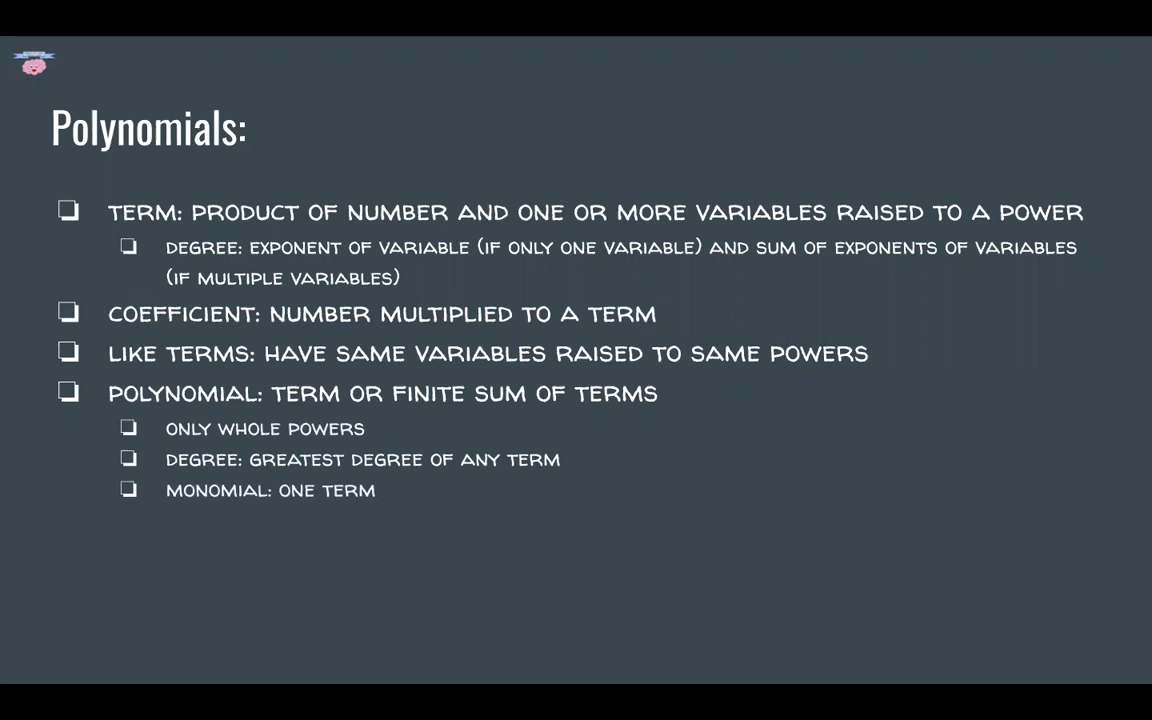 Polynomials:
❏ TERM: PRODUCT OF NUMBER AND ONE OR MORE VARIABLES RAISED TO A POWER
❏ DEGREE: EXPONENT OF VARIABLE (IF ONLY ONE VARIABLE) AND SUM OF EXPONENTS OF VARIABLES
(IF MULTIPLE VARIABLES)
❏ COEFFICIENT: NUMBER MULTIPLIED TO A TERM
❏ LIKE TERMS: HAVE SAME VARIABLES RAISED TO SAME POWERS
❏ POLYNOMIAL: TERM OR FINITE SUM OF TERMS
❏ ONLY WHOLE POWERS
❏ DEGREE: GREATEST DEGREE OF ANY TERM
❏ MONOMIAL: ONE TERM